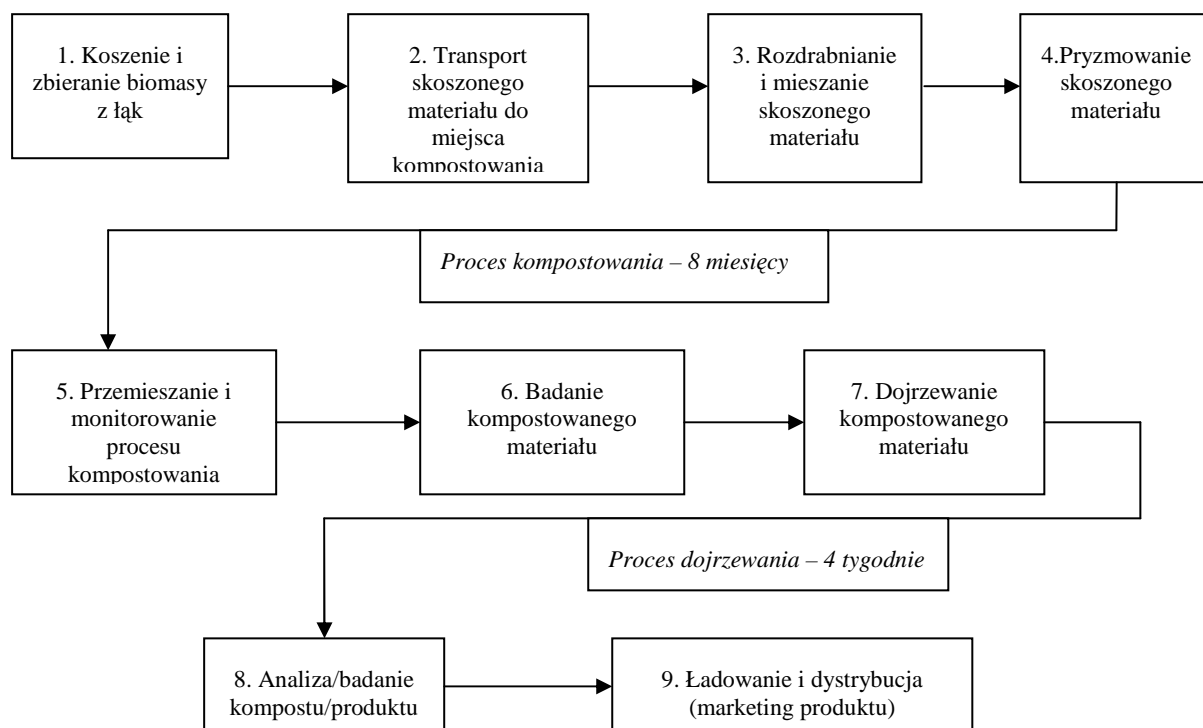 1. Koszenie i
zbieranie biomasy
z łąk
2. Transport
skoszonego
materiału do
miejsca
kompostowania
3. Rozdrabnianie
i mieszanie
skoszonego
materiału
4.Pryzmowanie
skoszonego
materiału
Proces kompostowania – 8 miesięcy
5. Przemieszanie i
monitorowanie
procesu
kompostowania
6. Badanie
kompostowanego
materiału
7. Dojrzewanie
kompostowanego
materiału
Proces dojrzewania – 4 tygodnie
8. Analiza/badanie
kompostu/produktu
9. Ładowanie i dystrybucja
(marketing produktu)